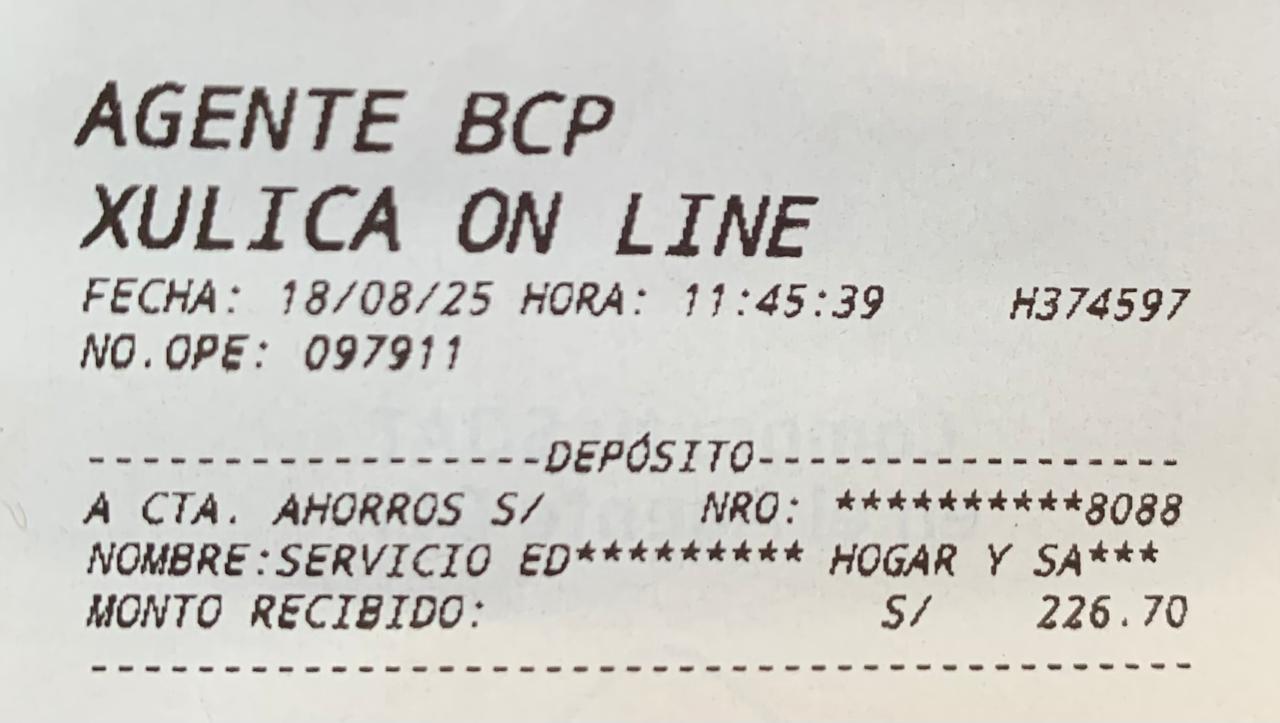 AGENTE BCP
XULICA ON LINE
FECHA: 18/08/25 HORA: 11:45:39 H374597
NO.OPE: 097911
------------------DEPÓSITO-----------------
A CTA. AHORROS S/ NRO: **********8088
NOMBRE:SERVICIO ED********* HOGAR Y SA***
MONTO RECIBIDO: S/ 226.70
-------------------------------------------